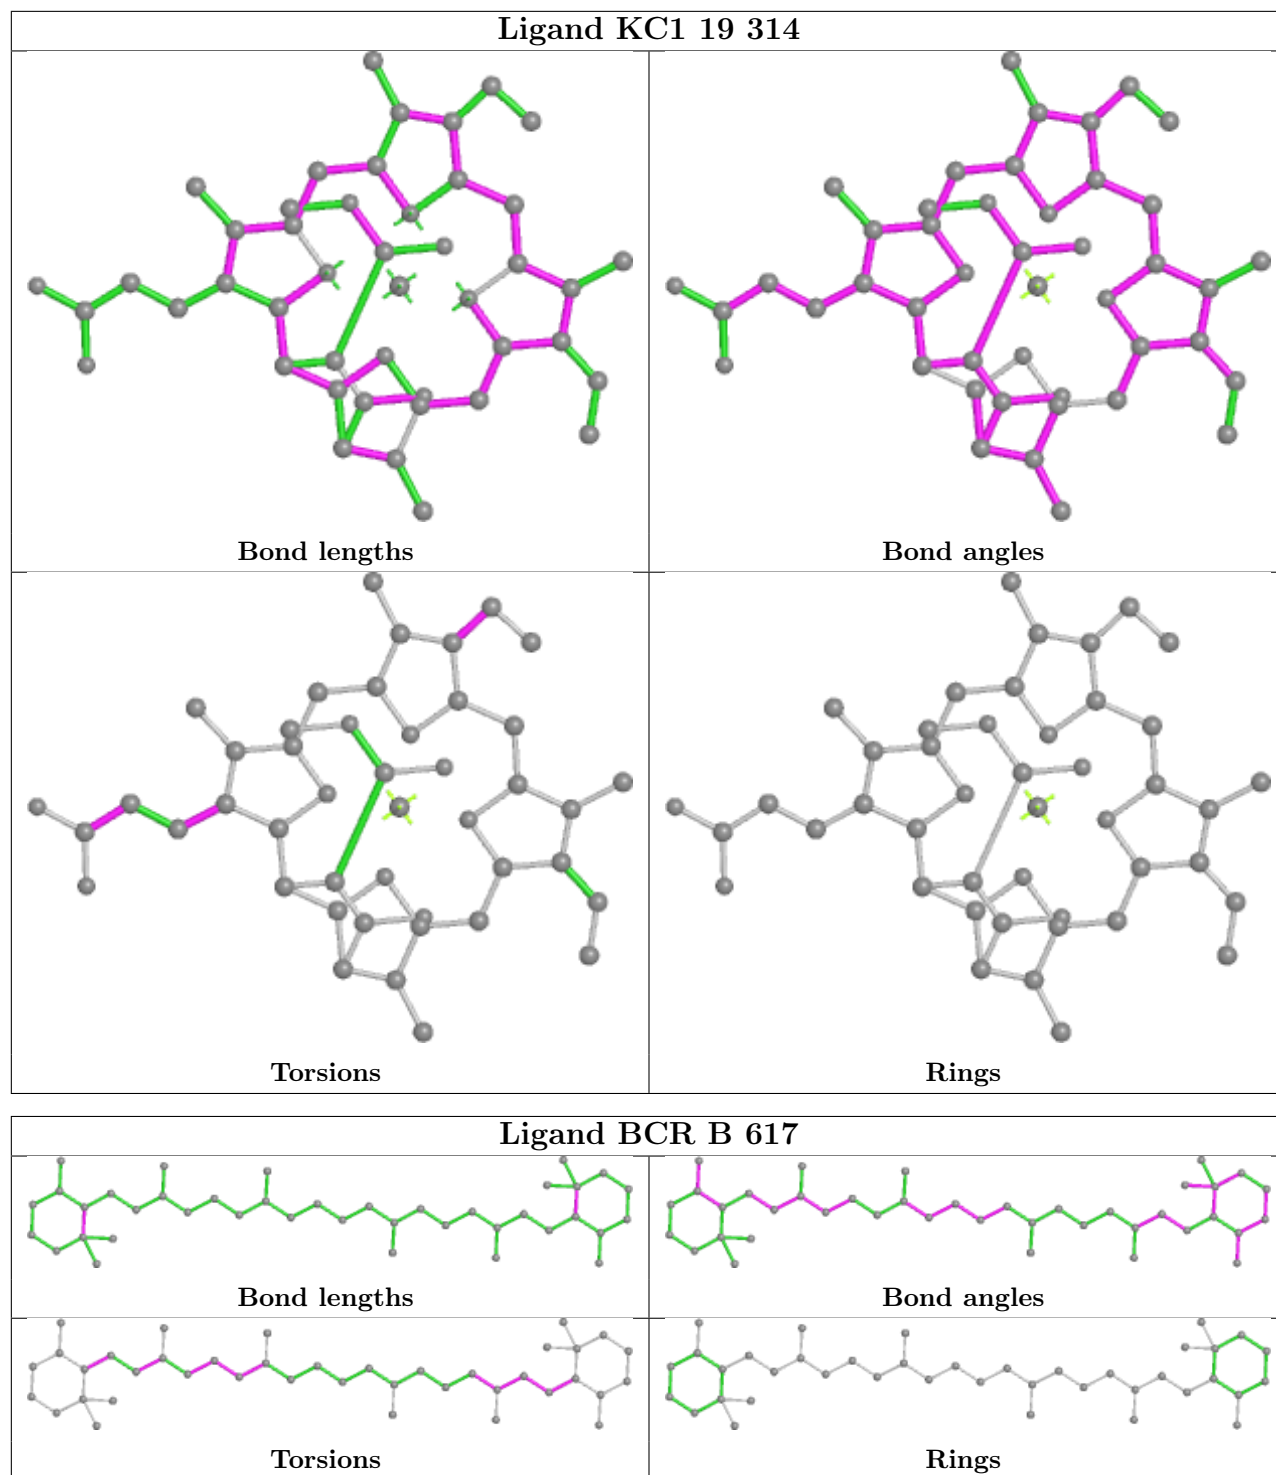 Ligand KC1 19 314
Bond lengths
Bond angles
Torsions
Rings
Ligand BCR B 617
Bond lengths
Bond angles
Torsions
Rings